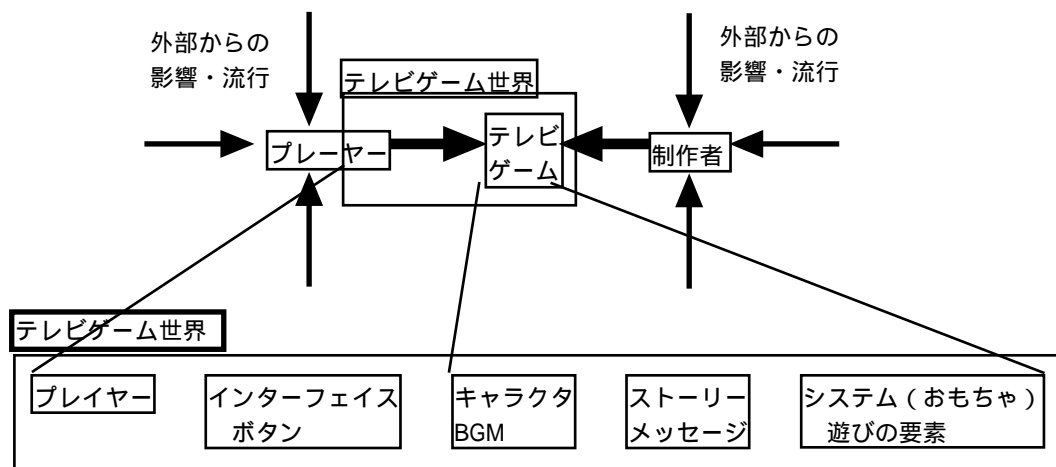 外部からの
影響・流行
外部からの
影響・流行
テレビゲーム世界
プレーヤー
テレビ
ゲーム
制作者
テレビゲーム世界
プレイヤー
インターフェイス
ボタン
キャラクタ
BGM
ストーリー
メッセージ
システム（おもちゃ）
遊びの要素